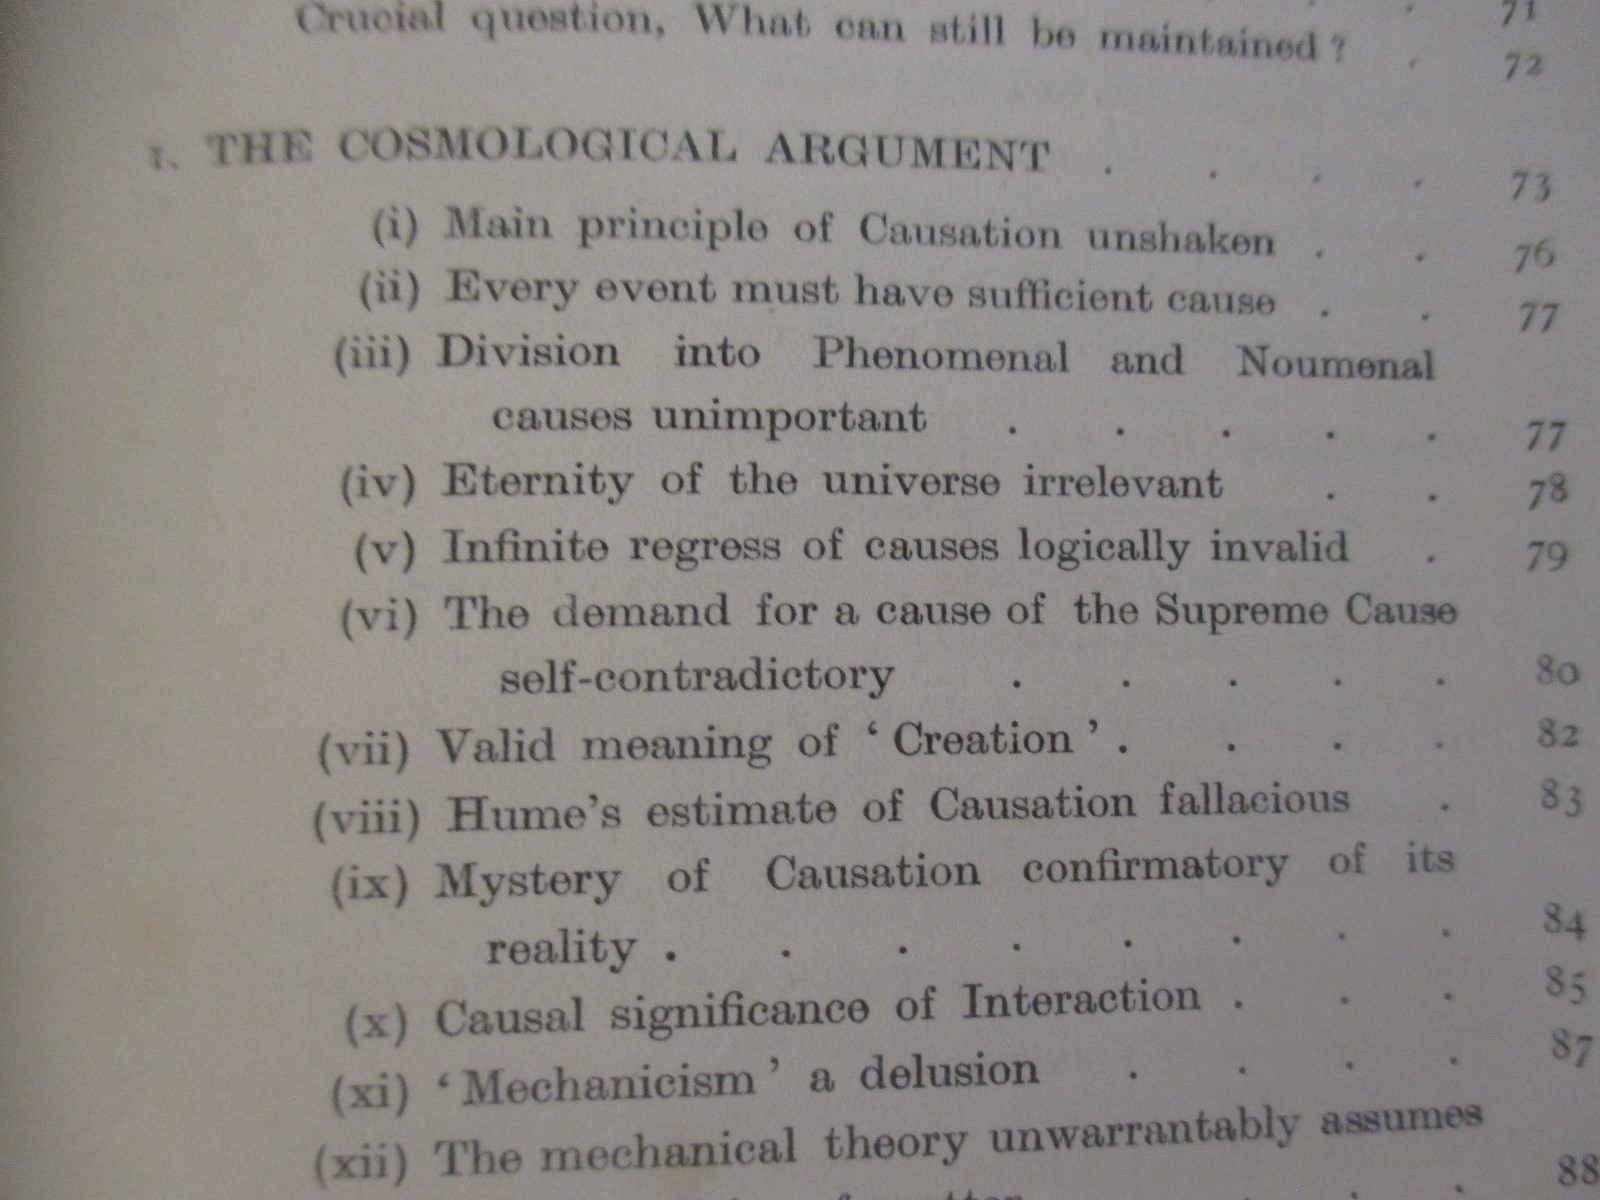 71
Crucial question, What can still be maintained ? . 72
1. THE COSMOLOGICAL ARGUMENT . . . . 73
(i) Main principle of Causation unshaken . . 76
(ii) Every event must have sufficient cause . . 77
(iii) Division into Phenomenal and Noumenal
causes unimportant . . . . . 77
(iv) Eternity of the universe irrelevant . . 78
(v) Infinite regress of causes logically invalid . 79
(vi) The demand for a cause of the Supreme Cause
self-contradictory . . . . . 80
(vii) Valid meaning of ‘ Creation ’ . . . . 82
(viii) Hume’s estimate of Causation fallacious . 83
(ix) Mystery of Causation confirmatory of its
reality . . . . . . . . 84
(x) Causal significance of Interaction . . . 85
(xi) ‘ Mechanicism ’ a delusion . . . . 87
(xii) The mechanical theory unwarrantably assumes
88